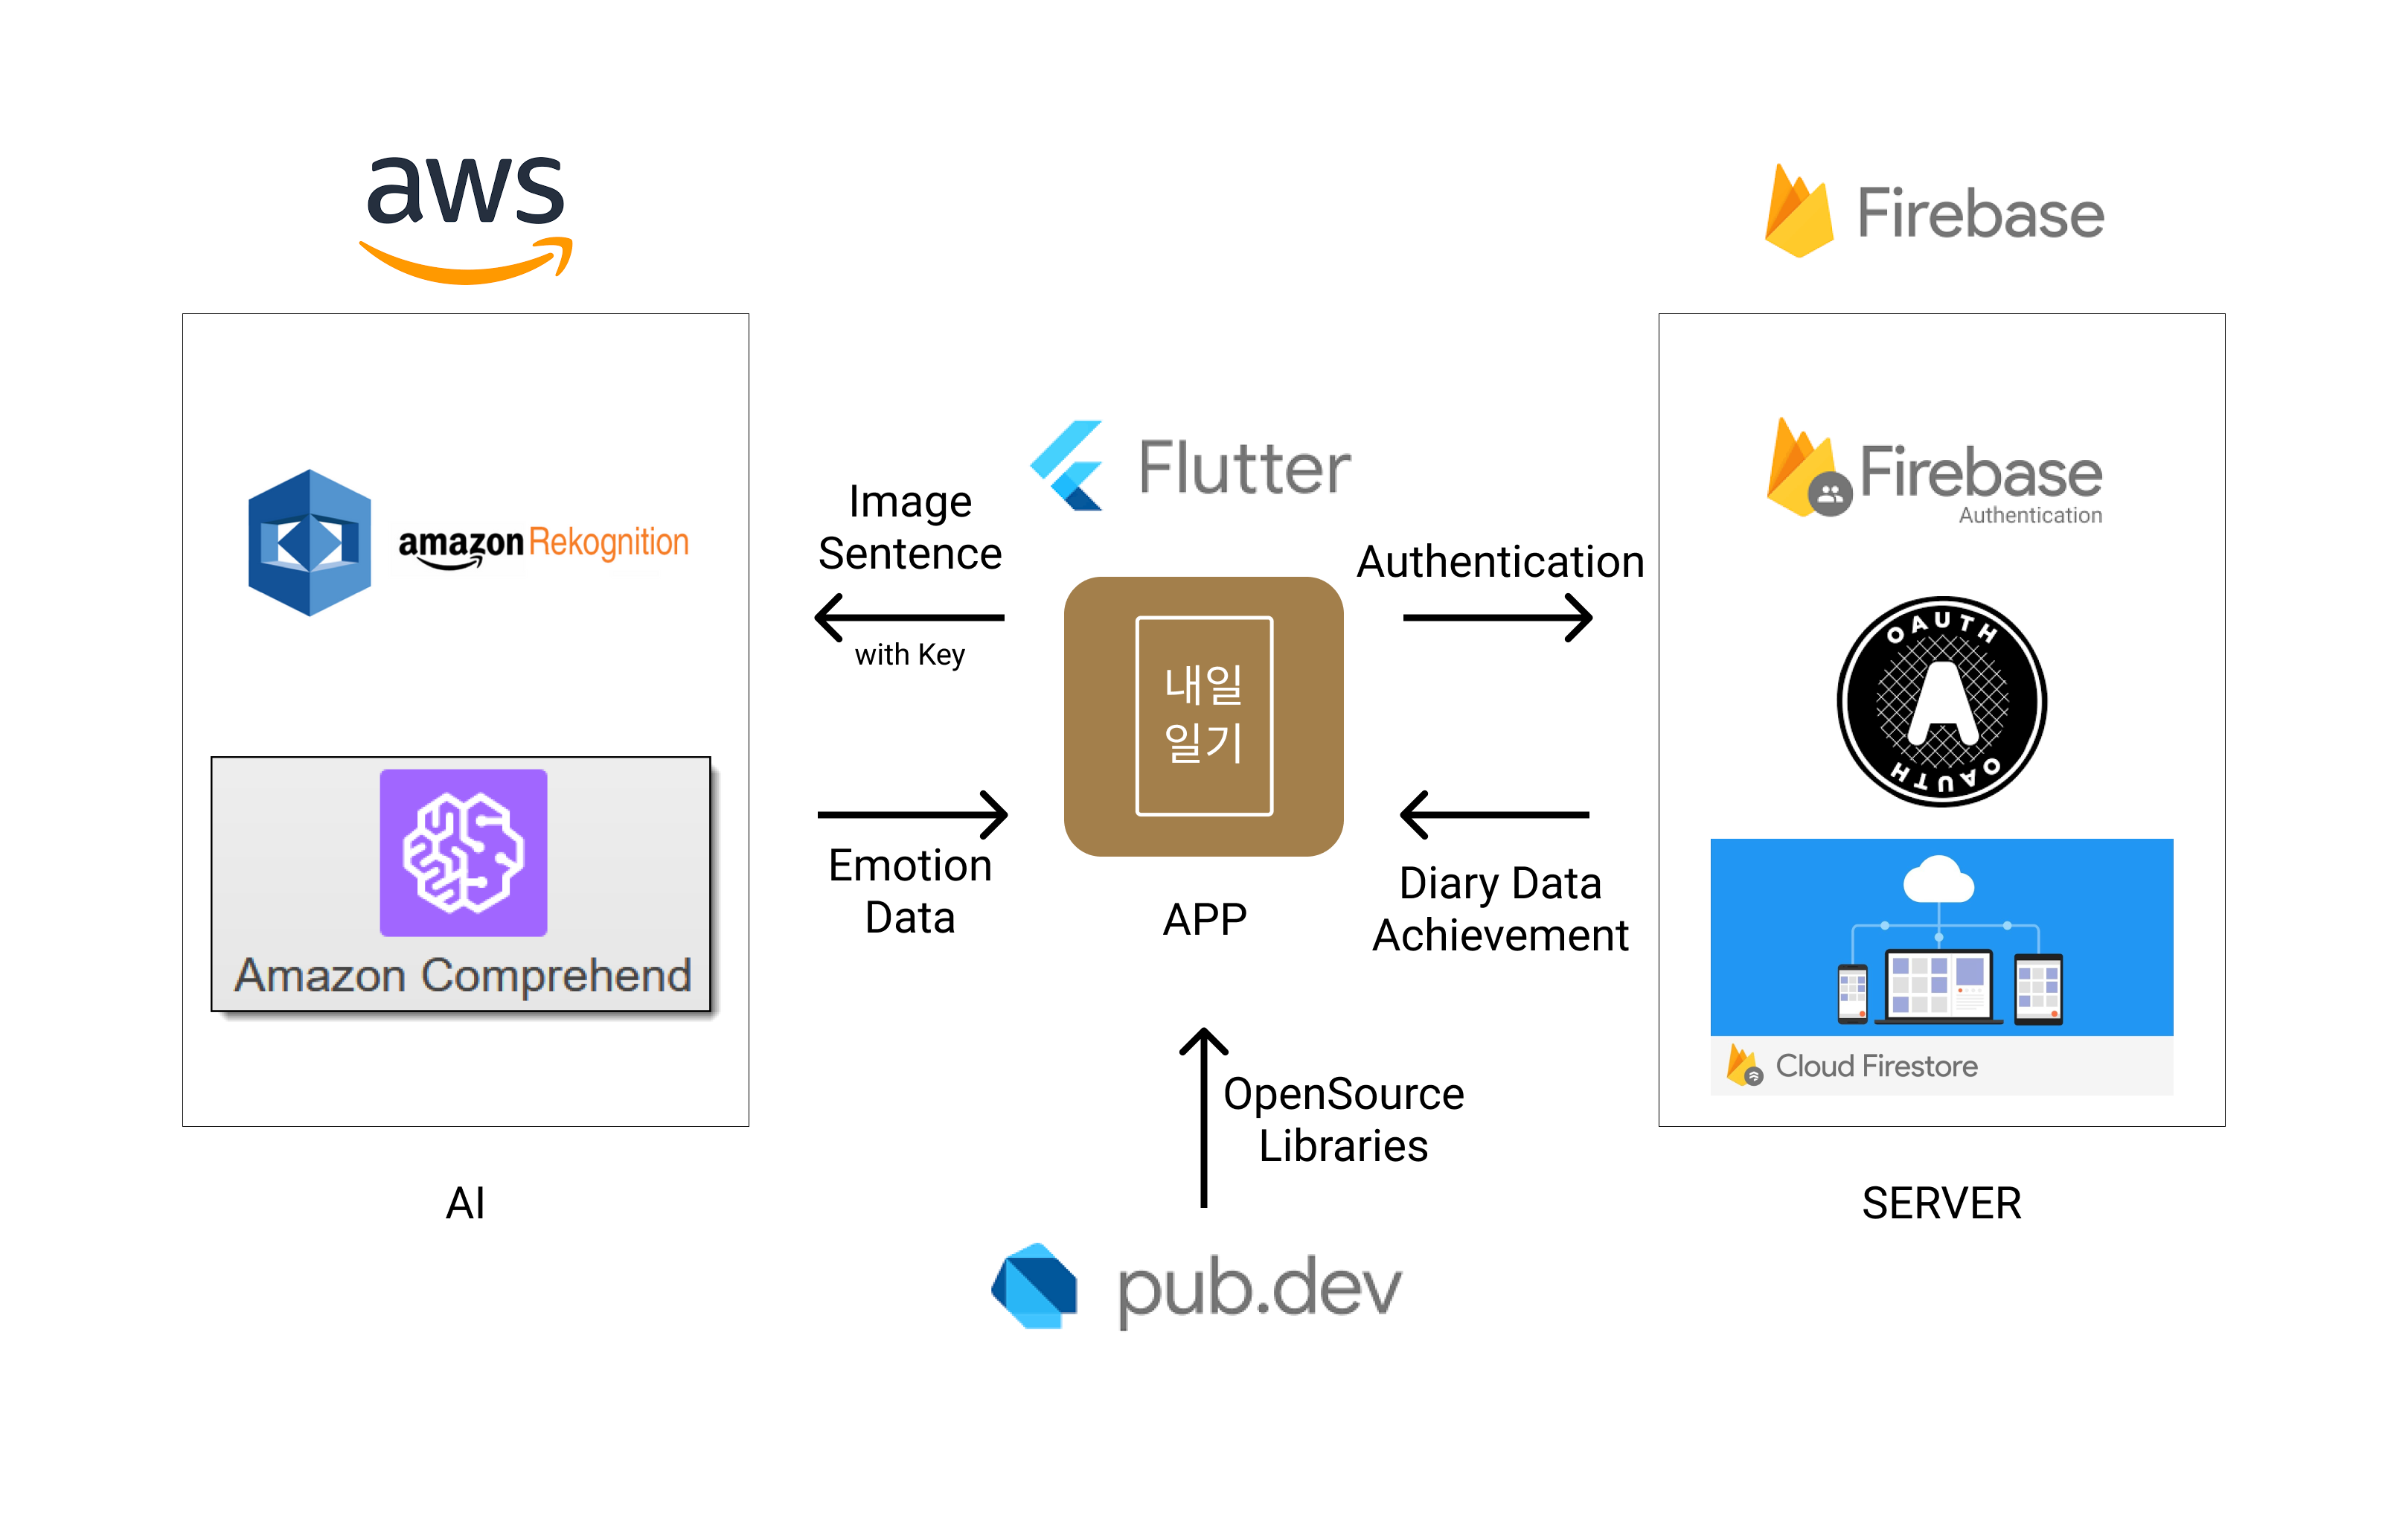 aws
Firebase
amazon Rekognition
Amazon Comprehend
AI
Image
Sentence
with Key
Emotion
Data
Flutter
내일
일기
APP
OpenSource
Libraries
pub.dev
Authentication
Diary Data
Achievement
Firebase
Authentication
OAUTH
OAUTH
Cloud Firestore
SERVER